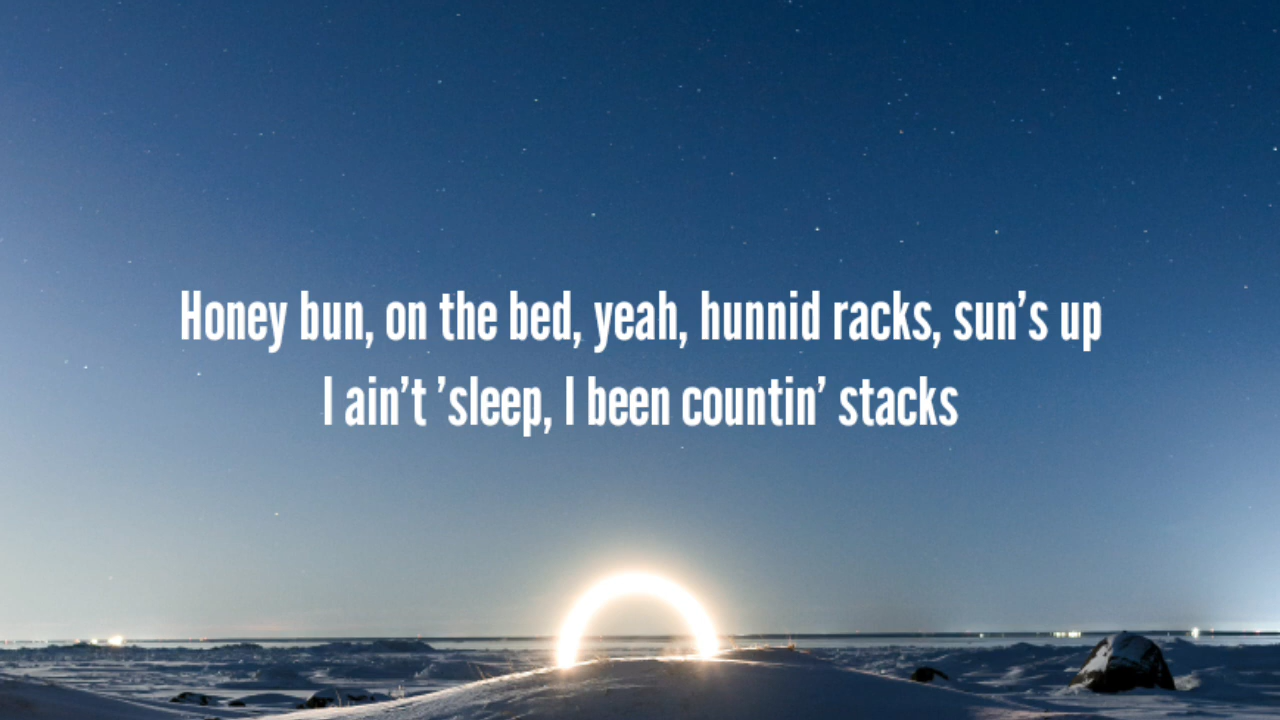 Honey bun, on the bed, yeah, hunnid racks, sun’s up
I ain’t ’sleep, I been countin’ stacks